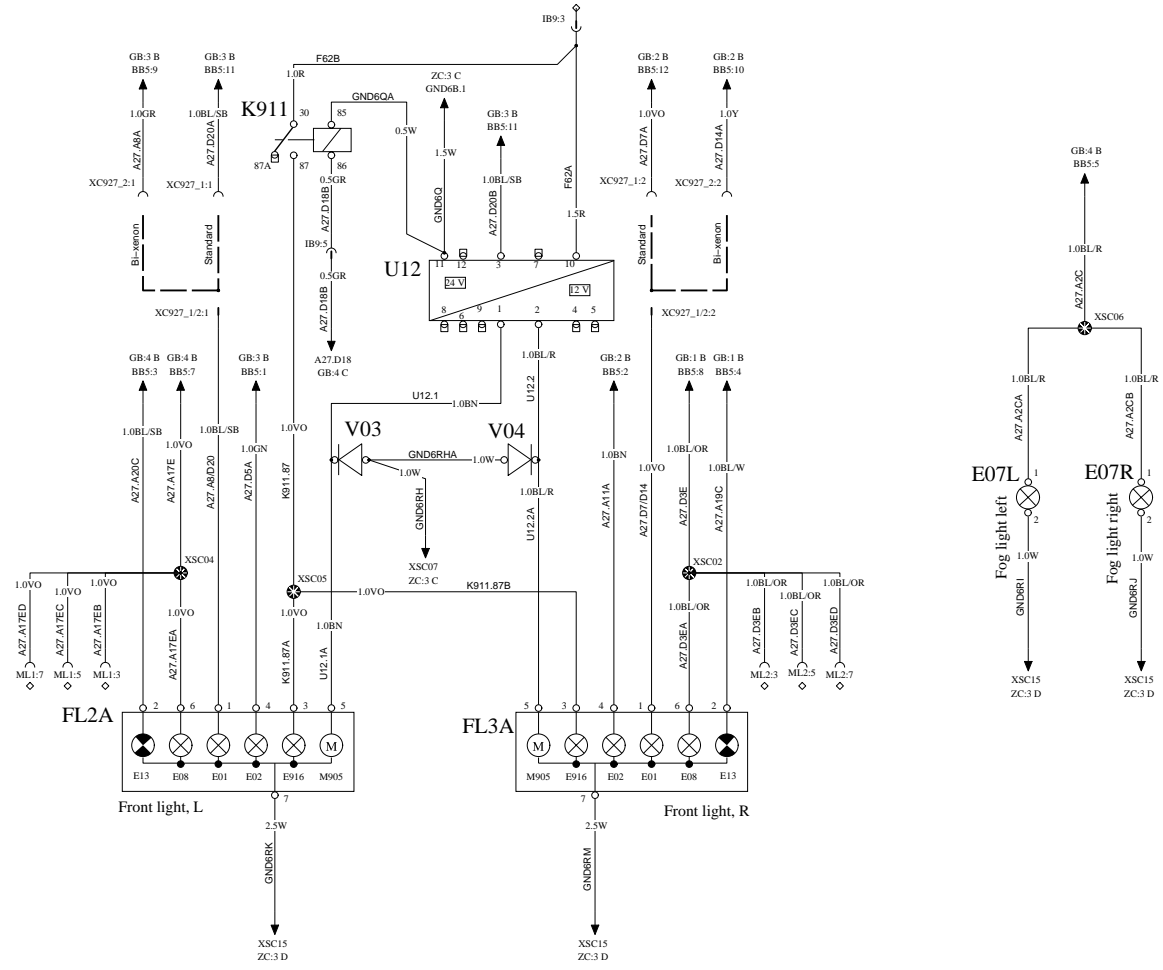 IB9:3
GB:3 B
BB5:9
GB:3 B
BB5:11
F62B
ZC:3 C
GND6B.1
GB:2 B
BB5:12
GB:2 B
BB5:10
1.0R
K911
30
85
GND6QA
0.5W
GB:3 B
BB5:11
1.0GR
A27.A8A
1.0BL/SB
A27.D20A
87A
87
86
1.5W
GND6Q
1.0BL/SB
A27.D20B
F62A
1.5R
1.0VO
A27.D7A
1.0Y
A27.D14A
GB:4 B
BB5:5
XC927_2:1
XC927_1:1
0.5GR
A27.D18B
XC927_1:2
XC927_2:2
Bi-xenon
Standard
IB9:5
0.5GR
A27.D18B
U12
11
12
3
7
10
24 V
12 V
8
6
9
1
2
4
5
Standard
Bi-xenon
1.0BL/R
A27.A2C
XC927_1/2:1
XC927_1/2:2
XSC06
A27.D18
GB:4 C
GB:4 B
BB5:3
GB:4 B
BB5:7
GB:3 B
BB5:1
1.0BL/R
U12.2
GB:2 B
BB5:2
GB:1 B
BB5:8
GB:1 B
BB5:4
1.0BL/R
A27.A2CA
1.0BL/R
A27.A2CB
U12.1
1.0BN
1.0BL/SB
A27.A20C
1.0VO
A27.A17E
1.0BL/SB
A27.A8/D20
1.0GN
A27.D5A
1.0VO
K911.87
V03
V04
GND6RHA
1.0W
1.0W
GND6RH
1.0BL/R
U12.2A
1.0BN
A27.A11A
1.0VO
A27.D7/D14
1.0BL/OR
A27.D3E
1.0BL/W
A27.A19C
E07L
1
2
Fog light left
E07R
1
2
Fog light right
XSC07
ZC:3 C
XSC04
XSC05
XSC02
1.0VO
A27.A17ED
1.0VO
A27.A17EC
1.0VO
A27.A17EB
1.0VO
A27.A17EA
1.0VO
K911.87B
1.0VO
K911.87A
1.0BN
U12.1A
1.0BL/OR
A27.D3EA
1.0BL/OR
A27.D3EB
1.0BL/OR
A27.D3EC
1.0BL/OR
A27.D3ED
1.0W
GND6RI
1.0W
GND6RJ
ML1:7
ML1:5
ML1:3
ML2:3
ML2:5
ML2:7
XSC15
ZC:3 D
XSC15
ZC:3 D
FL2A
2
6
1
4
3
5
M
E13
E08
E01
E02
E916
M905
7
Front light, L
FL3A
5
3
4
1
6
2
M
M905
E916
E02
E01
E08
E13
7
Front light, R
2.5W
GND6RK
2.5W
GND6RM
XSC15
ZC:3 D
XSC15
ZC:3 D